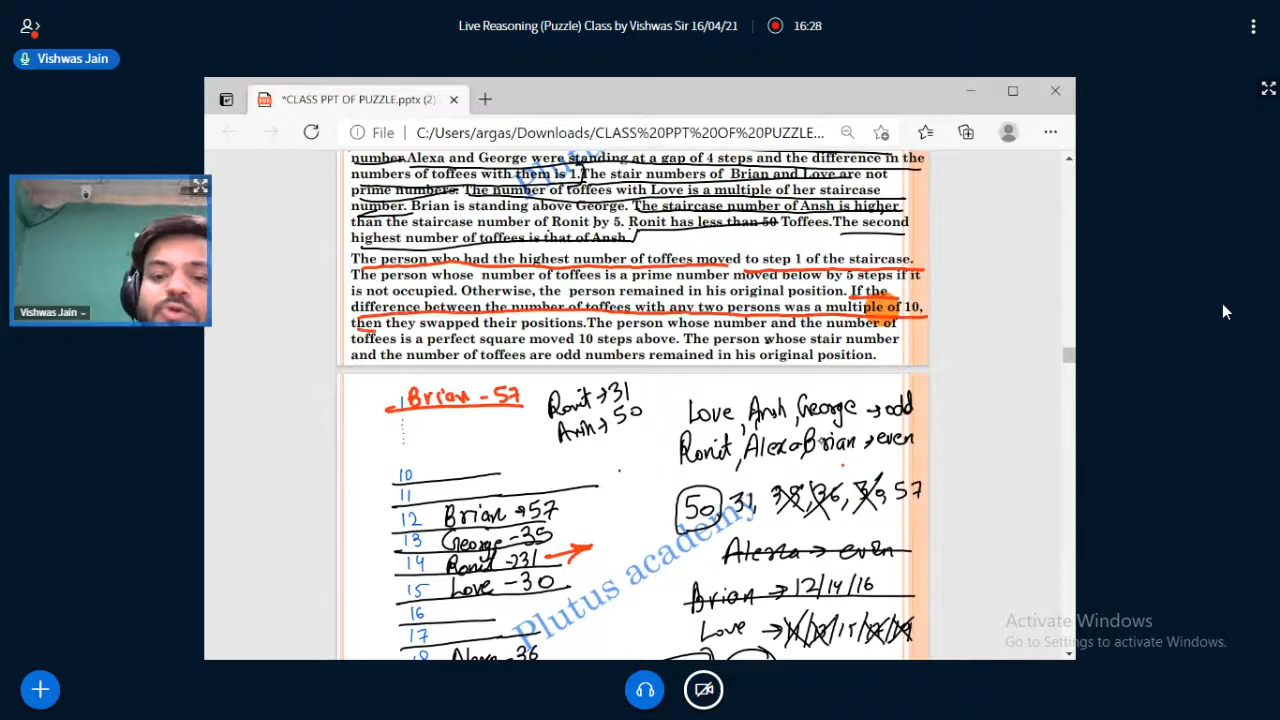 Live Reasoning (Puzzle) Class by Vishwas Sir 16/04/21
16:28
Vishwas Jain
*CLASS PPT OF PUZZLE.pptx (2).
File
C:/Users/argas/Downloads/CLASS%20PPT%20OF%20PUZZLE...
number.Alexa and George were standing at a gap of 4 steps and the difference in the
numbers of toffees with them is 1.The stair numbers of Brian and Love are not
prime numbers. The number of toffees with Love is a multiple of her staircase
number. Brian is standing above George. The staircase number of Ansh is higher
than the staircase number of Ronit by 5. Ronit has less than 50 Toffees.The second
highest number of toffees is that of Ansh.
The person who had the highest number of toffees moved to step 1 of the staircase.
The person whose number of toffees is a prime number moved below by 5 steps if it
is not occupied. Otherwise, the person remained in his original position. If the
difference between the number of toffees with any two persons was a multiple of 10,
then they swapped their positions.The person whose number and the number of
toffees is a perfect square moved 10 steps above. The person whose stair number
and the number of toffees are odd numbers remained in his original position.
Vishwas Jain
1 Brian - 57
Ronit → 31
Ansh → 50
Love, Ansh, George → odd
Ronit, Alexa Brian → even
10
11
50, 31, 57
12 Brian → 57
13 George - 35
14 Ronit → 31
Alexa → even
15 Love - 30
Brian → 12/14/16
16
Love → 15
17
18 Alexa - 36
Plutus academy
Activate Windows
Go to Settings to activate Windows.